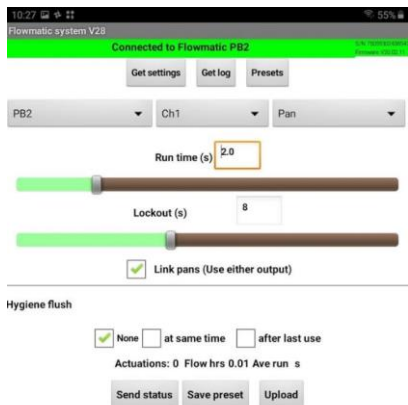 10:27 55%
Flowmatic system V28
Connected to Flowmatic PB2
Get settings Get log Presets
PB2 Ch1 Pan
Run time (s) 2.0
Lockout (s) 8
Link pans (Use either output)
Hygiene flush
None at same time after last use
Actuations: 0 Flow hrs 0.01 Ave run s
Send status Save preset Upload